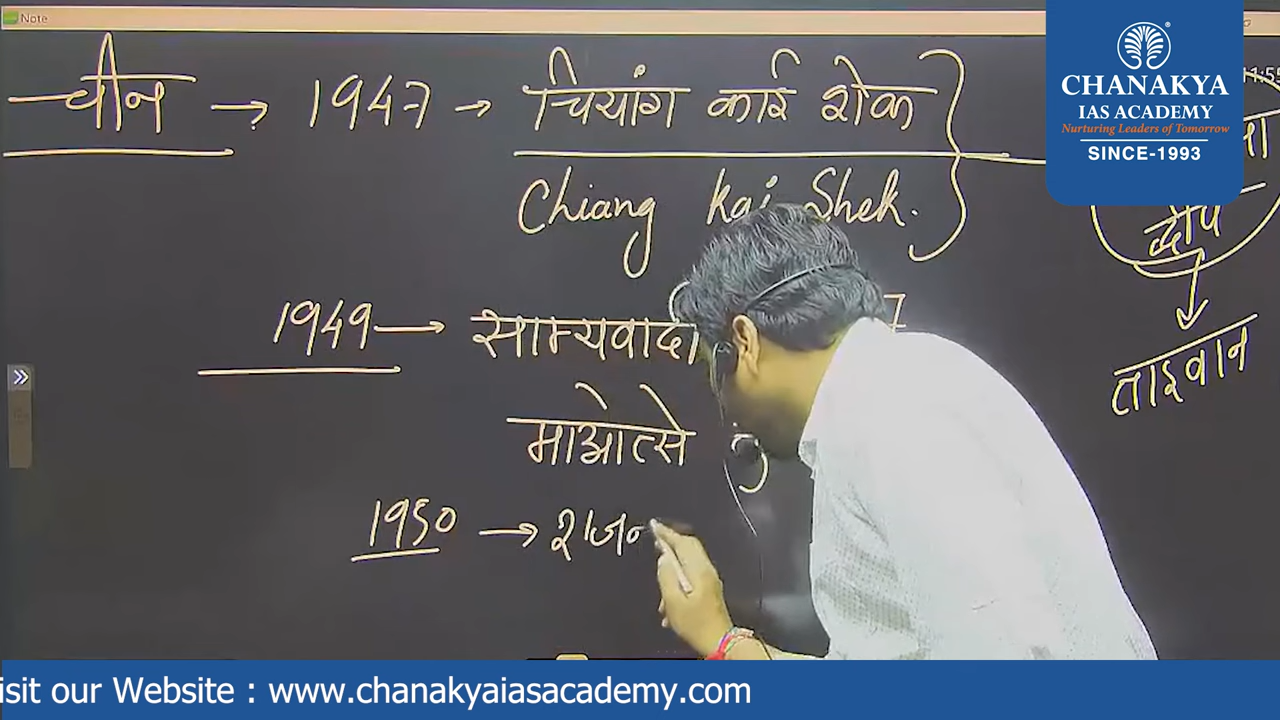 Note
चीन → 1947 → चियांग काई शेक
Chiang Kai Shek.
1949 → साम्यवादी
माओत्से
1950 → राजन
द्वीप
ताइवान
CHANAKYA
IAS ACADEMY
Nurturing Leaders of Tomorrow
SINCE-1993
isit our Website : www.chanakyaiasacademy.com